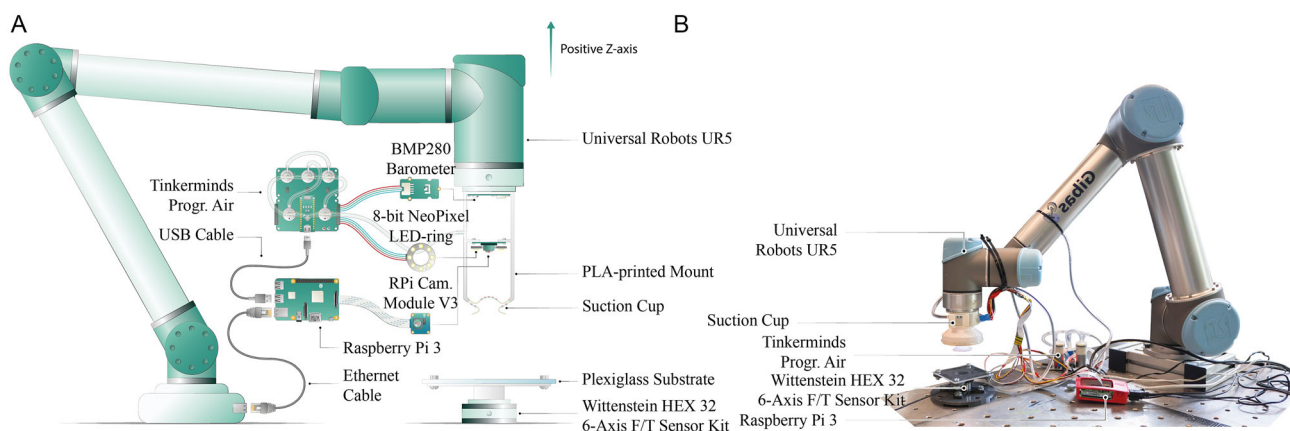 A
Positive Z-axis
Universal Robots UR5
BMP280
Barometer
Tinkerminds
Progr. Air
8-bit NeoPixel
LED-ring
USB Cable
PLA-printed Mount
RPi Cam.
Module V3
Suction Cup
Raspberry Pi 3
Ethernet
Cable
Plexiglass Substrate
Wittenstein HEX 32
6-Axis F/T Sensor Kit
B
Gibas
Universal
Robots UR5
Suction Cup
Tinkerminds
Progr. Air
Wittenstein HEX 32
6-Axis F/T Sensor Kit
Raspberry Pi 3